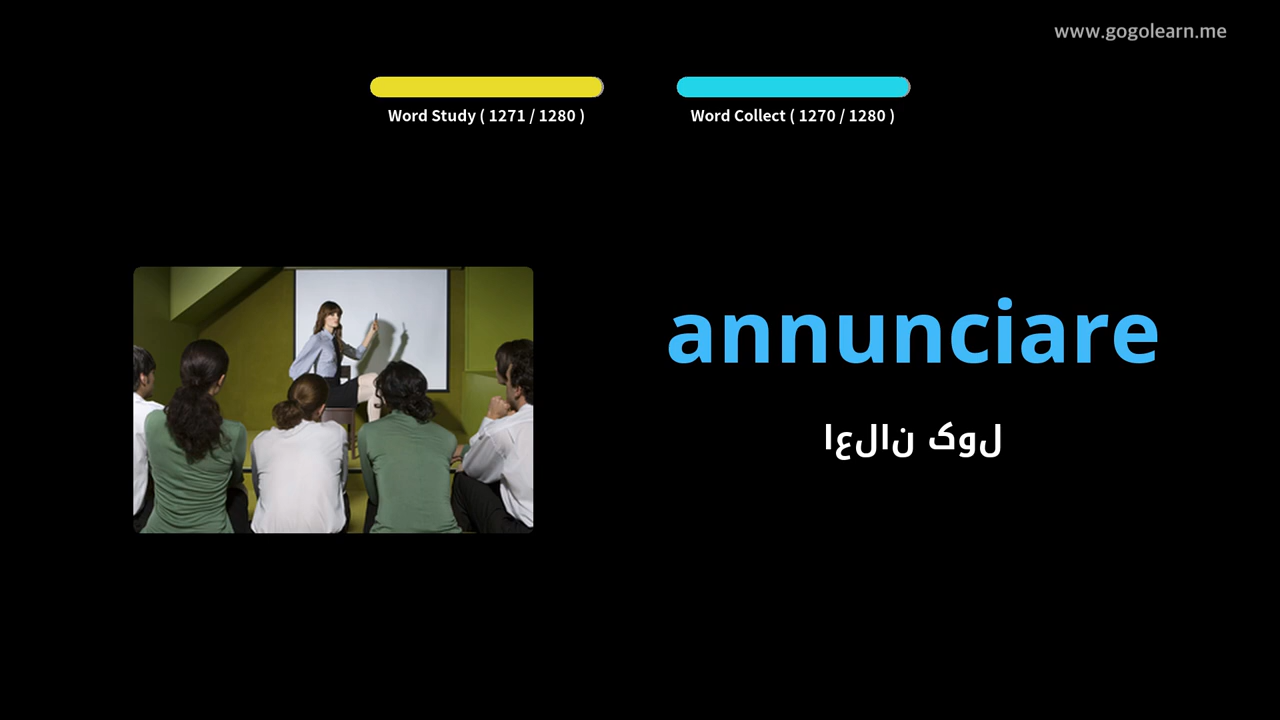 www.gogolearn.me
Word Study ( 1271 / 1280 )
Word Collect ( 1270 / 1280 )
annunciare
اعلان کول